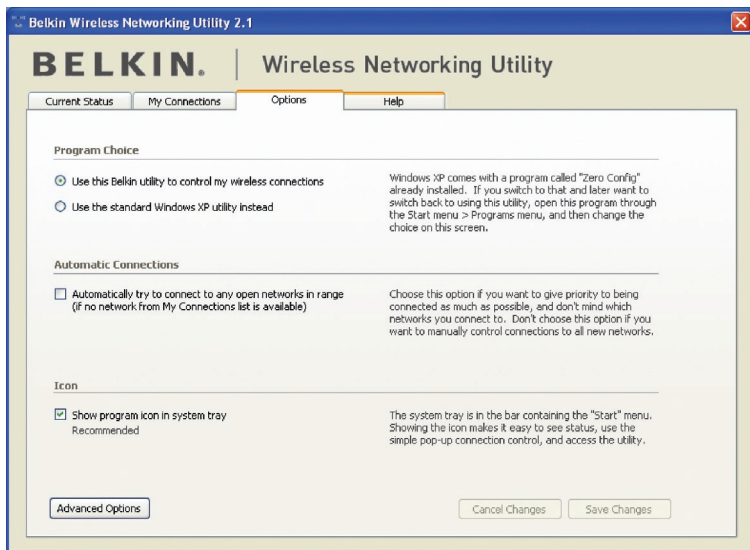 Belkin Wireless Networking Utility 2.1
BELKIN. | Wireless Networking Utility
Current Status
My Connections
Options
Help
Program Choice
Use this Belkin utility to control my wireless connections
Use the standard Windows XP utility instead
Windows XP comes with a program called "Zero Config"
already installed. If you switch to that and later want to
switch back to using this utility, open this program through
the Start menu > Programs menu, and then change the
choice on this screen.
Automatic Connections
Automatically try to connect to any open networks in range
(if no network from My Connections list is available)
Choose this option if you want to give priority to being
connected as much as possible, and don't mind which
networks you connect to. Don't choose this option if you
want to manually control connections to all new networks.
Icon
Show program icon in system tray
Recommended
The system tray is in the bar containing the "Start" menu.
Showing the icon makes it easy to see status, use the
simple pop-up connection control, and access the utility.
Advanced Options
Cancel Changes
Save Changes